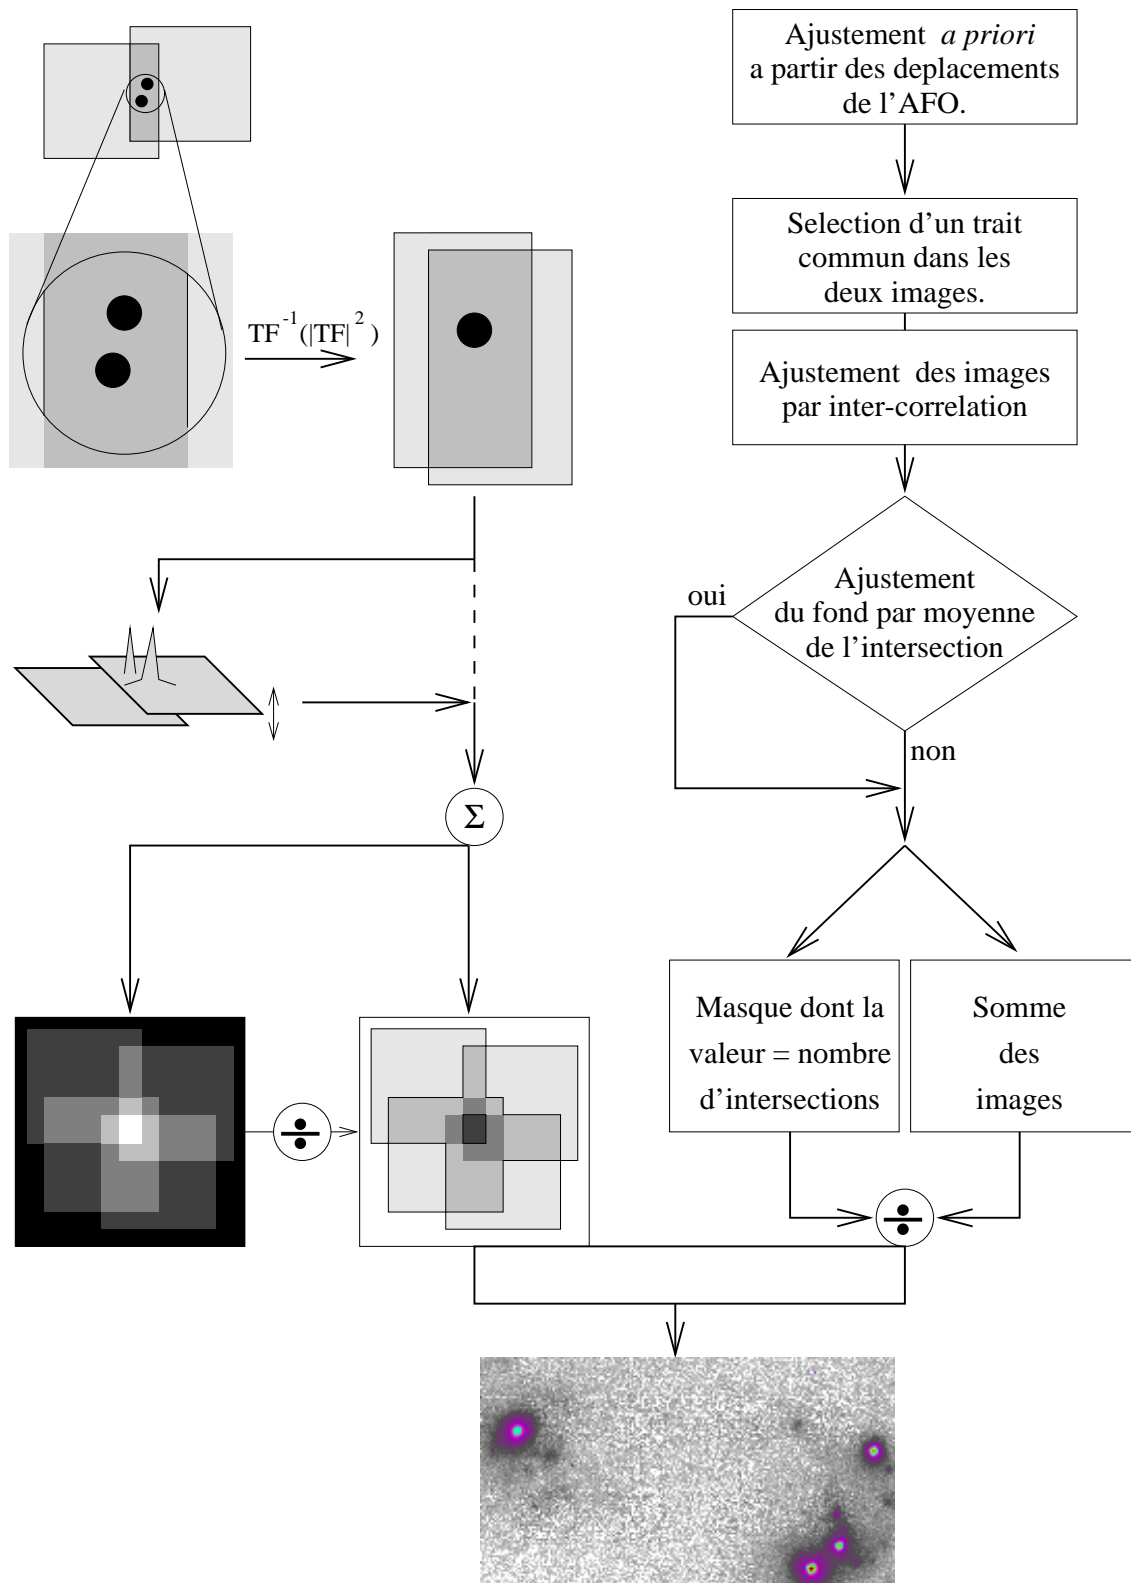 Ajustement a priori
a partir des deplacements
de l'AFO.
Selection d'un trait
commun dans les
deux images.
TF⁻¹(|TF|²)
Ajustement des images
par inter-correlation
oui
Ajustement
du fond par moyenne
de l'intersection
non
Σ
Masque dont la
valeur = nombre
d'intersections
Somme
des
images
÷
÷